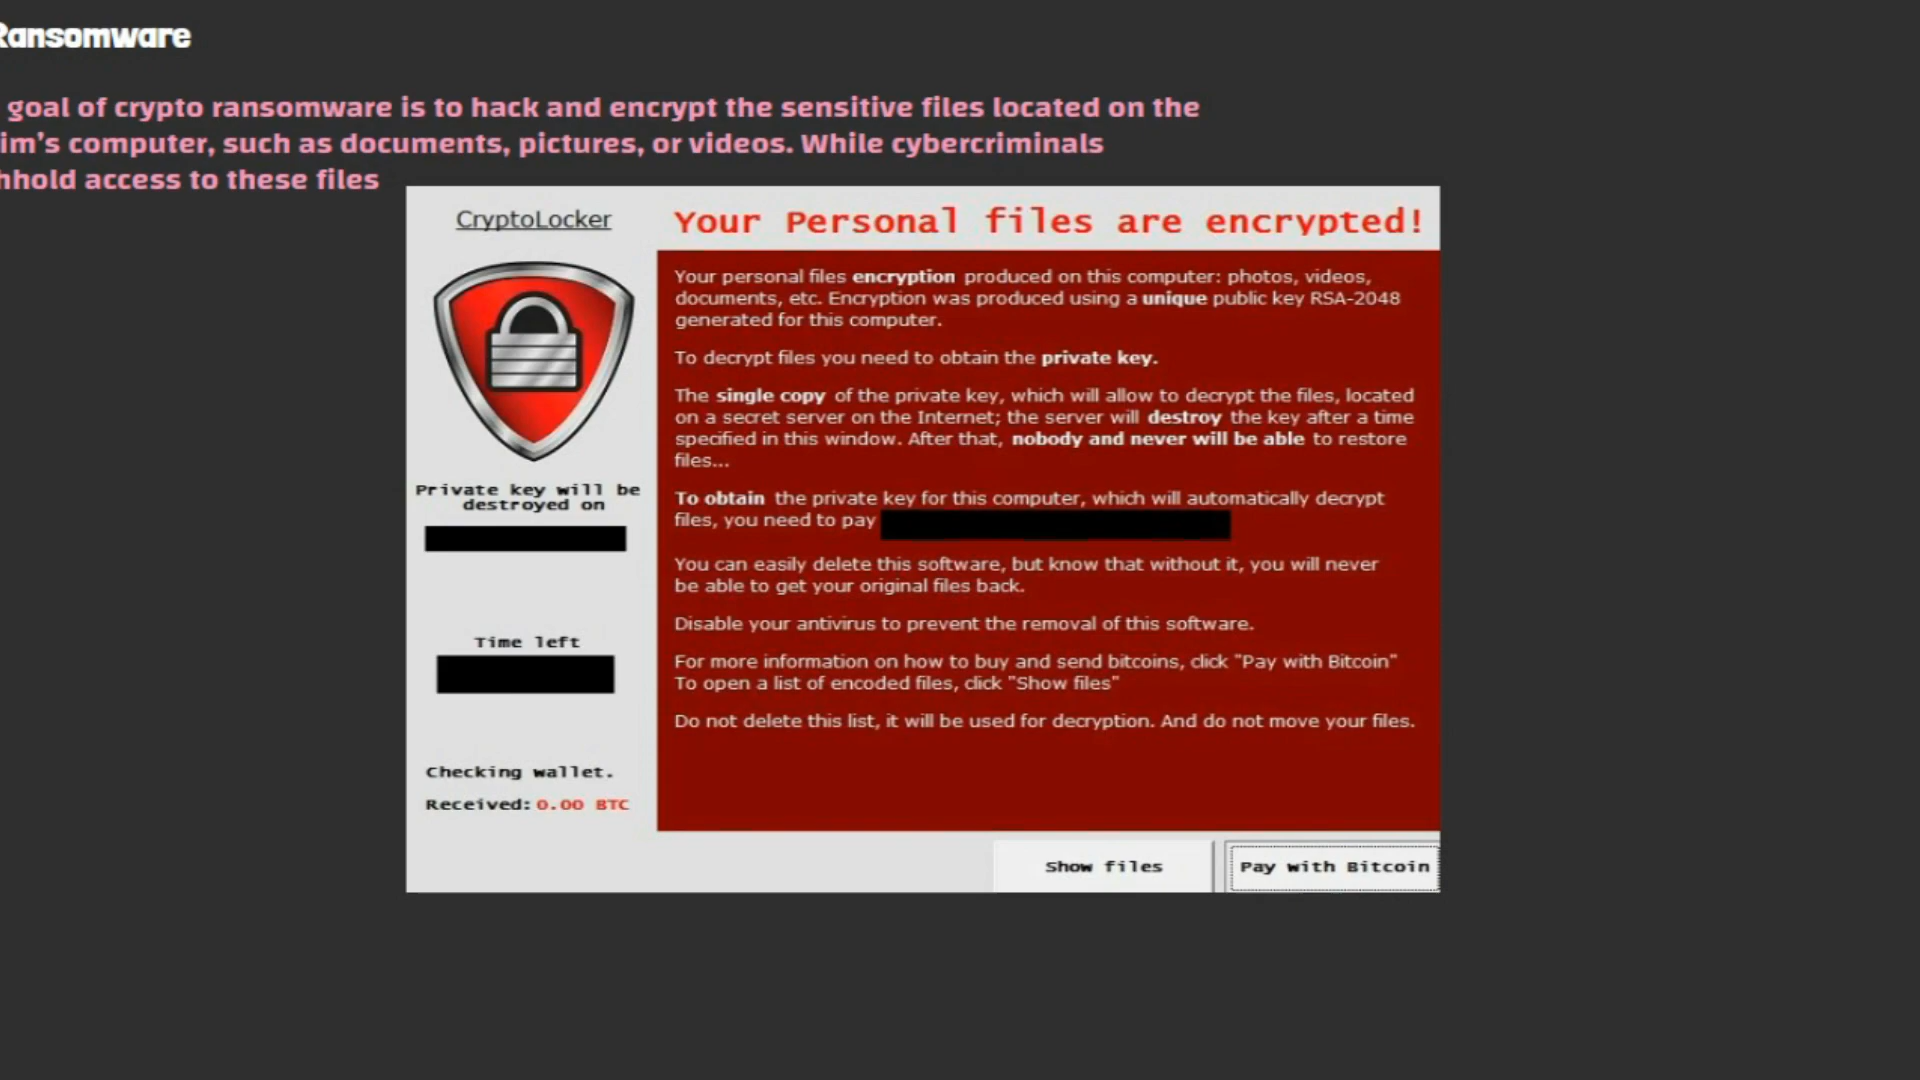 Ransomware
goal of crypto ransomware is to hack and encrypt the sensitive files located on the
im's computer, such as documents, pictures, or videos. While cybercriminals
hhold access to these files
CryptoLocker
Your Personal files are encrypted!
Your personal files encryption produced on this computer: photos, videos,
documents, etc. Encryption was produced using a unique public key RSA-2048
generated for this computer.
To decrypt files you need to obtain the private key.
The single copy of the private key, which will allow to decrypt the files, located
on a secret server on the Internet; the server will destroy the key after a time
specified in this window. After that, nobody and never will be able to restore
files...
To obtain the private key for this computer, which will automatically decrypt
files, you need to pay
You can easily delete this software, but know that without it, you will never
be able to get your original files back.
Disable your antivirus to prevent the removal of this software.
For more information on how to buy and send bitcoins, click "Pay with Bitcoin"
To open a list of encoded files, click "Show files"
Do not delete this list, it will be used for decryption. And do not move your files.
Private key will be
destroyed on
Time left
Checking wallet.
Received: 0.00 BTC
Show files
Pay with Bitcoin